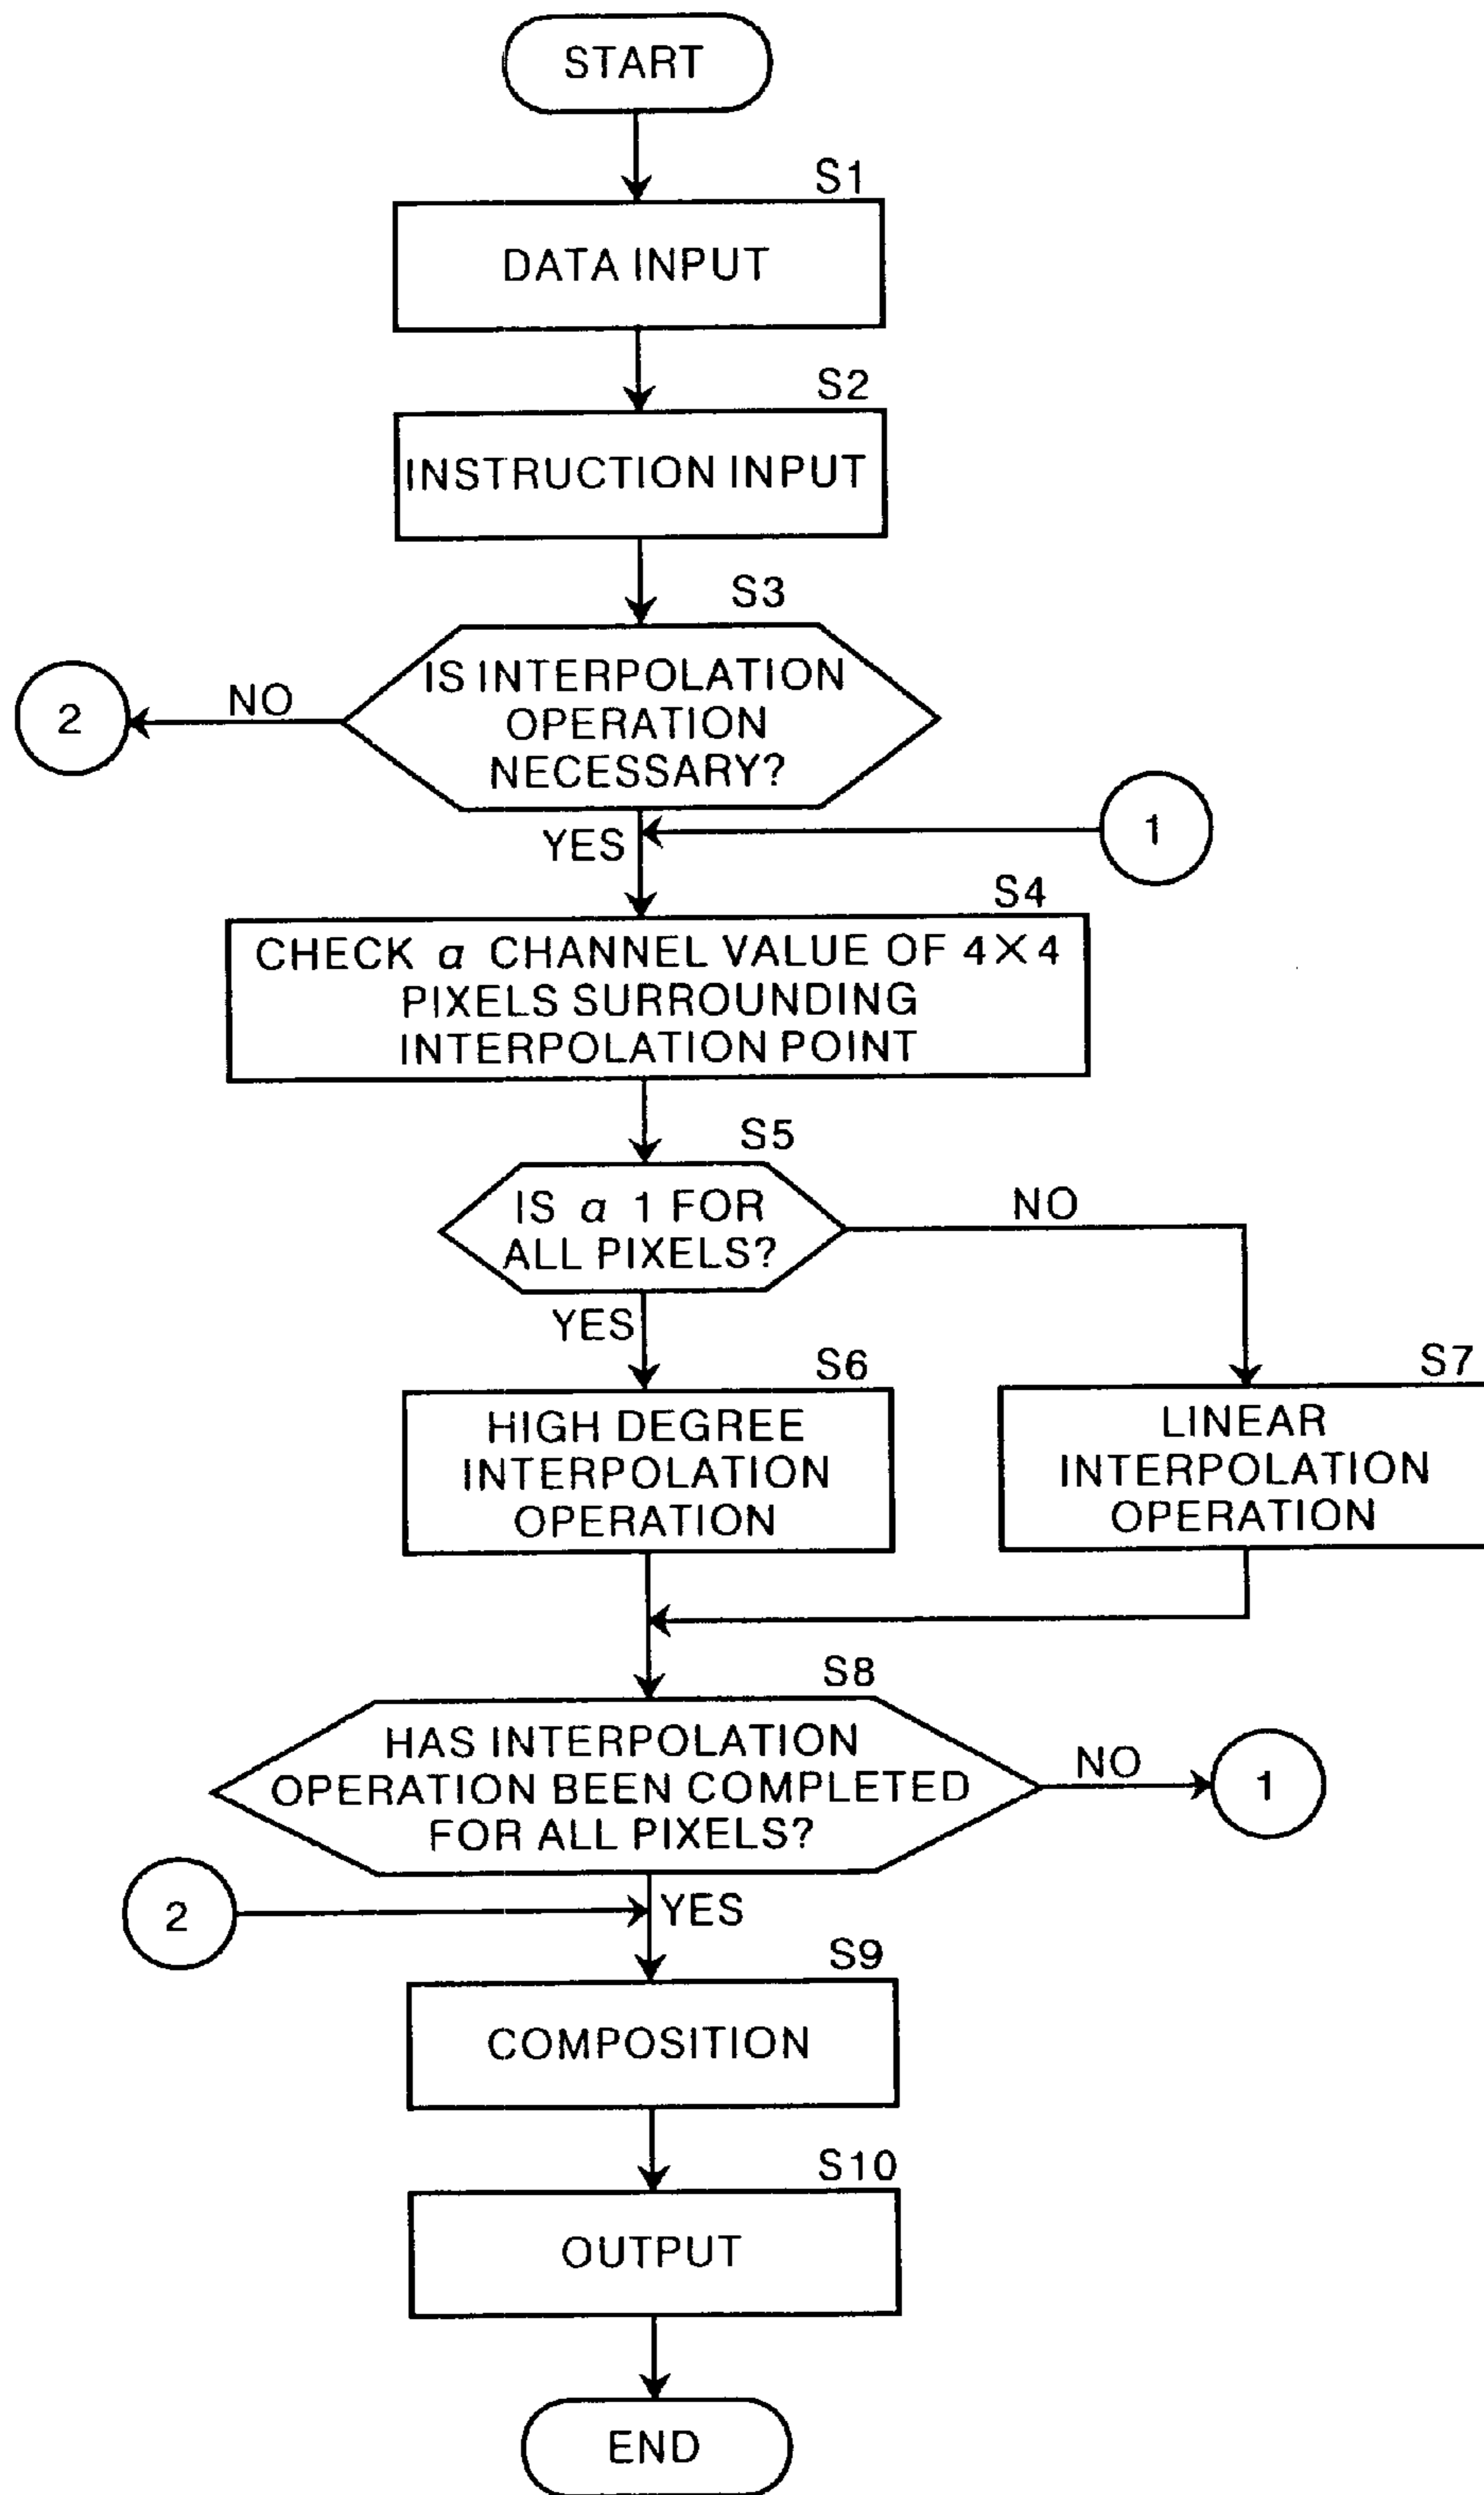 START
S1
DATA INPUT
S2
INSTRUCTION INPUT
S3
IS INTERPOLATION
OPERATION
NECESSARY?
NO
2
YES
1
S4
CHECK α CHANNEL VALUE OF 4×4
PIXELS SURROUNDING
INTERPOLATION POINT
S5
IS α 1 FOR
ALL PIXELS?
NO
YES
S6
HIGH DEGREE
INTERPOLATION
OPERATION
S7
LINEAR
INTERPOLATION
OPERATION
S8
HAS INTERPOLATION
OPERATION BEEN COMPLETED
FOR ALL PIXELS?
NO
1
2
YES
S9
COMPOSITION
S10
OUTPUT
END